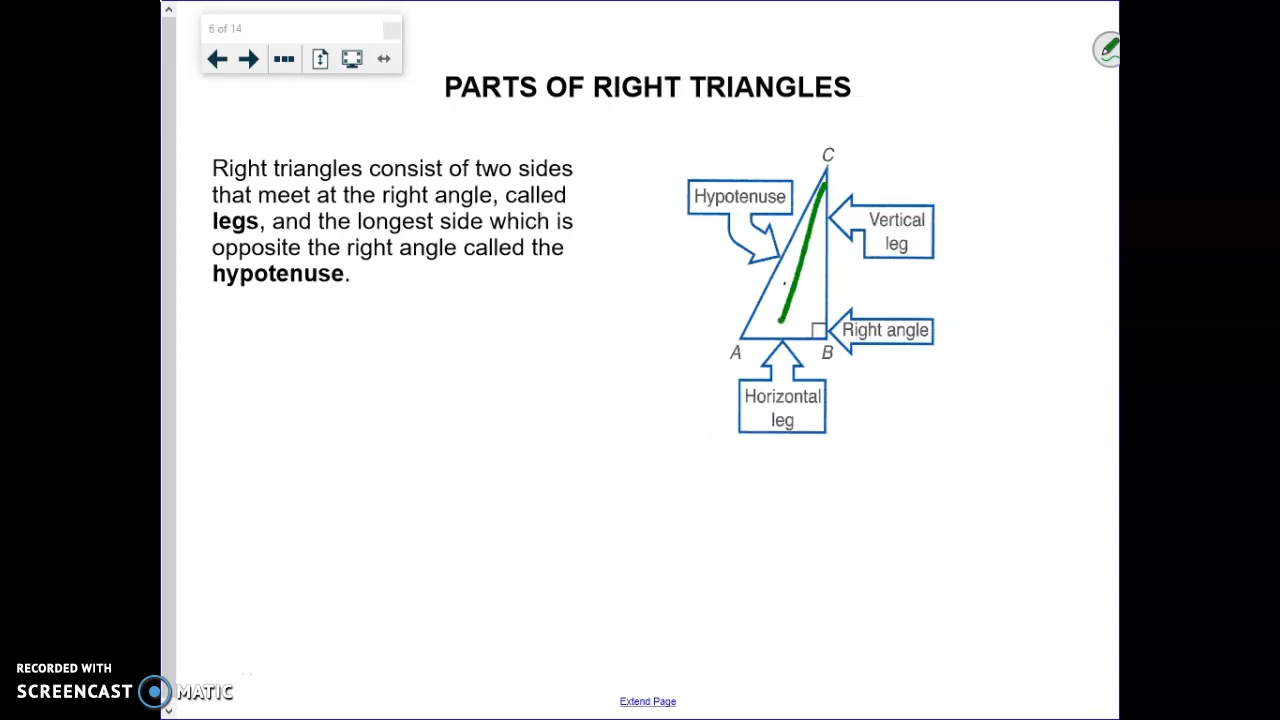 6 of 14
PARTS OF RIGHT TRIANGLES
Right triangles consist of two sides
that meet at the right angle, called
legs, and the longest side which is
opposite the right angle called the
hypotenuse.
C
Hypotenuse
Vertical
leg
Right angle
A
B
Horizontal
leg
RECORDED WITH
SCREENCAST MATIC
Extend Page